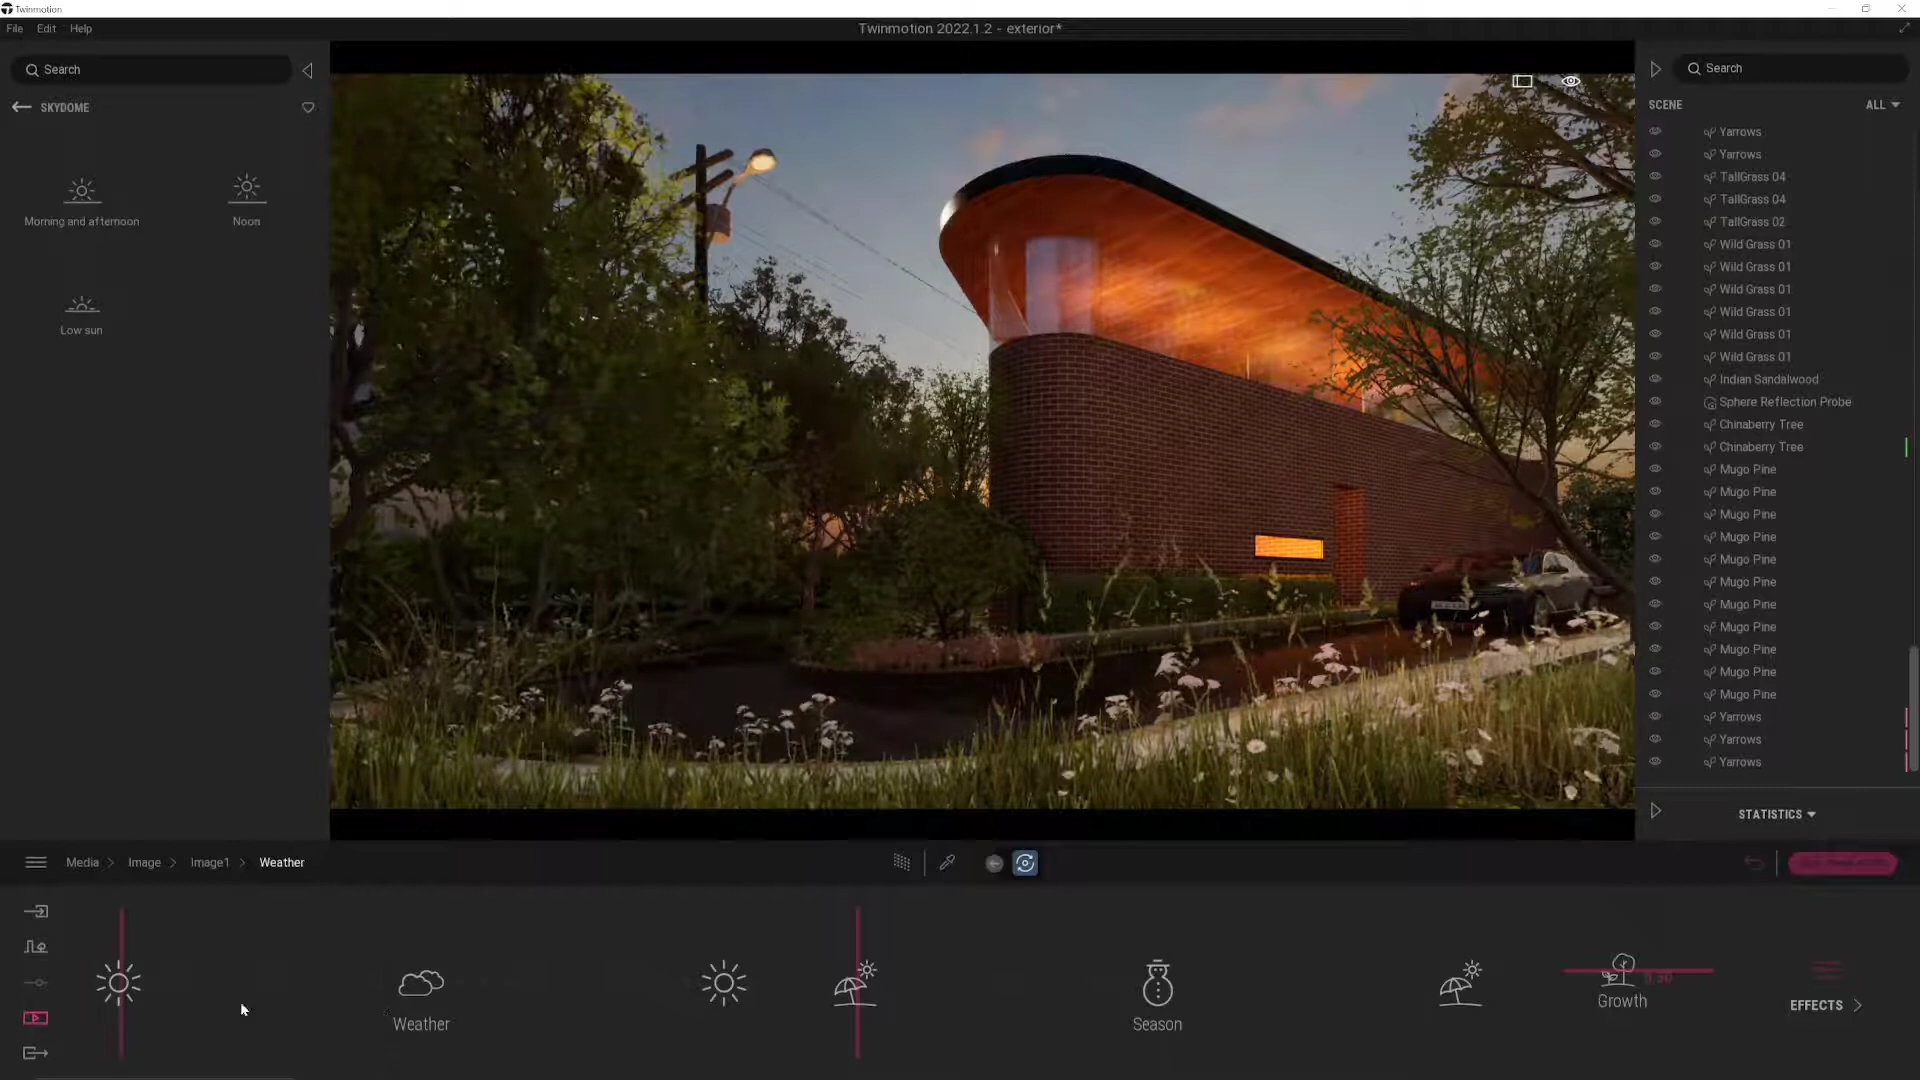 Twinmotion
File Edit Help
Twinmotion 2022.1.2 - exterior*
Search
SKYDOME
Morning and afternoon
Noon
Low sun
Search
SCENE
ALL
Yarrows
Yarrows
TallGrass 04
TallGrass 04
TallGrass 02
Wild Grass 01
Wild Grass 01
Wild Grass 01
Wild Grass 01
Wild Grass 01
Wild Grass 01
Indian Sandalwood
Sphere Reflection Probe
Chinaberry Tree
Chinaberry Tree
Mugo Pine
Mugo Pine
Mugo Pine
Mugo Pine
Mugo Pine
Mugo Pine
Mugo Pine
Mugo Pine
Mugo Pine
Mugo Pine
Mugo Pine
Yarrows
Yarrows
Yarrows
STATISTICS
Media > Image > Image1 > Weather
Weather
Season
0.50
Growth
EFFECTS